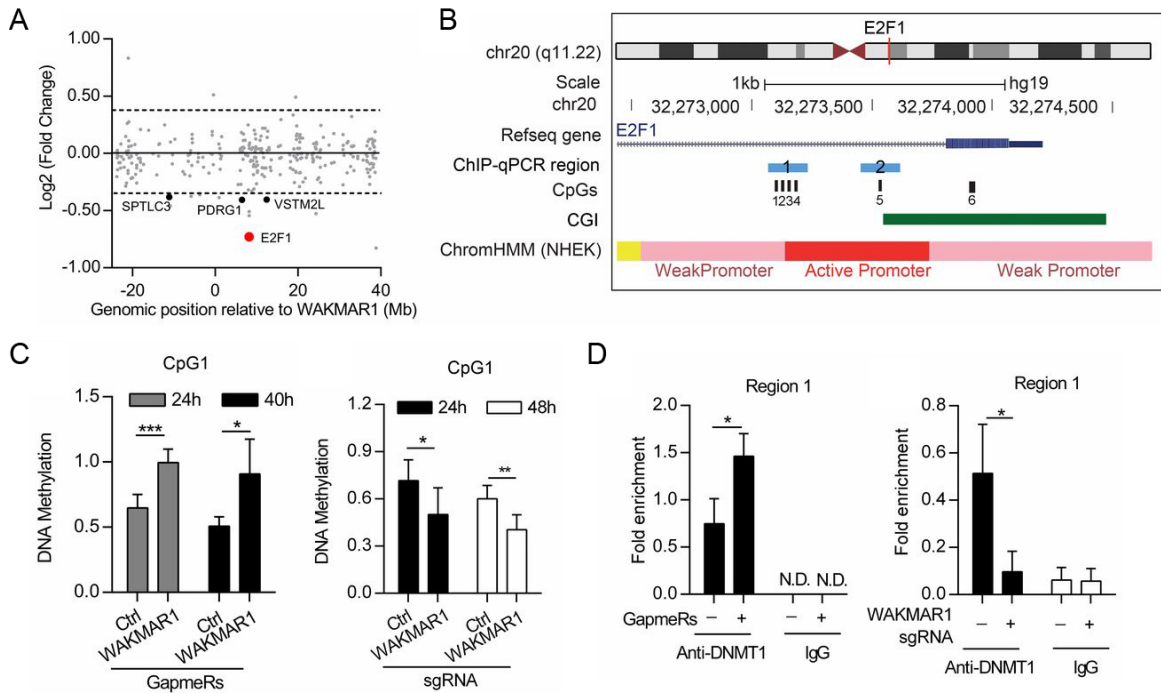 A
1.00
0.50
0.00
-0.50
-1.00
Log2 (Fold Change)
SPTLC3
PDRG1
VSTM2L
E2F1
-20
0
20
40
Genomic position relative to WAKMAR1 (Mb)
B
E2F1
chr20 (q11.22)
Scale
1kb
hg19
chr20
32,273,000
32,273,500
32,274,000
32,274,500
Refseq gene
E2F1
ChIP-qPCR region
1
2
CpGs
1234
5
6
CGI
ChromHMM (NHEK)
WeakPromoter
Active Promoter
Weak Promoter
C
CpG1
1.5
1.0
0.5
0.0
DNA Methylation
24h
40h
***
*
Ctrl
WAKMAR1
Ctrl
WAKMAR1
GapmeRs
CpG1
1.2
0.9
0.6
0.3
0.0
DNA Methylation
24h
48h
*
**
Ctrl
WAKMAR1
Ctrl
WAKMAR1
sgRNA
D
Region 1
2.0
1.5
1.0
0.5
0.0
Fold enrichment
*
N.D. N.D.
GapmeRs − + − +
Anti-DNMT1 IgG
Region 1
0.8
0.6
0.4
0.2
0.0
Fold enrichment
*
WAKMAR1
sgRNA − + − +
Anti-DNMT1 IgG